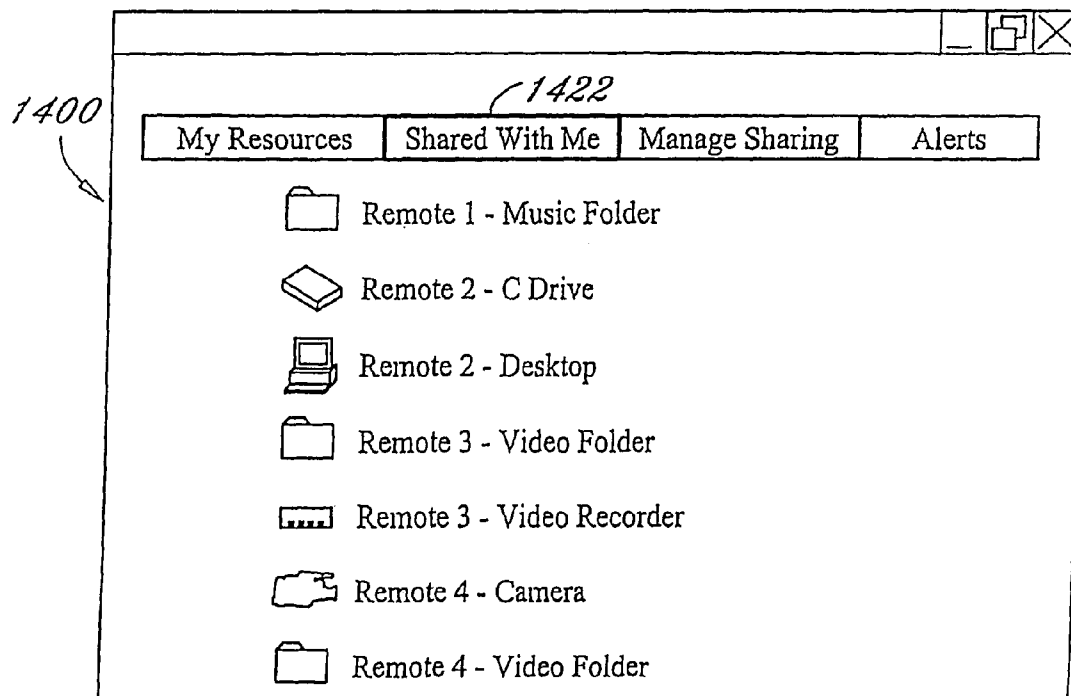 1422
1400
My Resources Shared With Me Manage Sharing Alerts
Remote 1 - Music Folder
Remote 2 - C Drive
Remote 2 - Desktop
Remote 3 - Video Folder
Remote 3 - Video Recorder
Remote 4 - Camera
Remote 4 - Video Folder